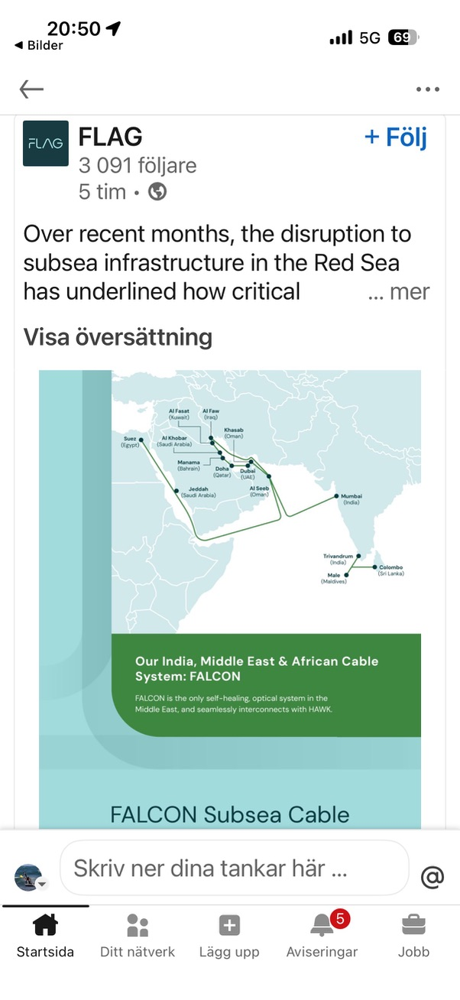 20:50
◀ Bilder
5G
69
FLAG
FLAG
+ Följ
3 091 följare
5 tim •
Over recent months, the disruption to
subsea infrastructure in the Red Sea
has underlined how critical ... mer
Visa översättning
Al Fasat
(Kuwait)
Al Faw
(Iraq)
Khasab
(Oman)
Suez
(Egypt)
Al Khobar
(Saudi Arabia)
Manama
(Bahrain)
Doha
(Qatar)
Dubai
(UAE)
Jeddah
(Saudi Arabia)
Al Seeb
(Oman)
Mumbai
(India)
Trivandrum
(India)
Colombo
(Sri Lanka)
Male
(Maldives)
Our India, Middle East & African Cable
System: FALCON
FALCON is the only self-healing, optical system in the
Middle East, and seamlessly interconnects with HAWK.
FALCON Subsea Cable
Skriv ner dina tankar här ...
@
5
Startsida
Ditt nätverk
Lägg upp
Aviseringar
Jobb